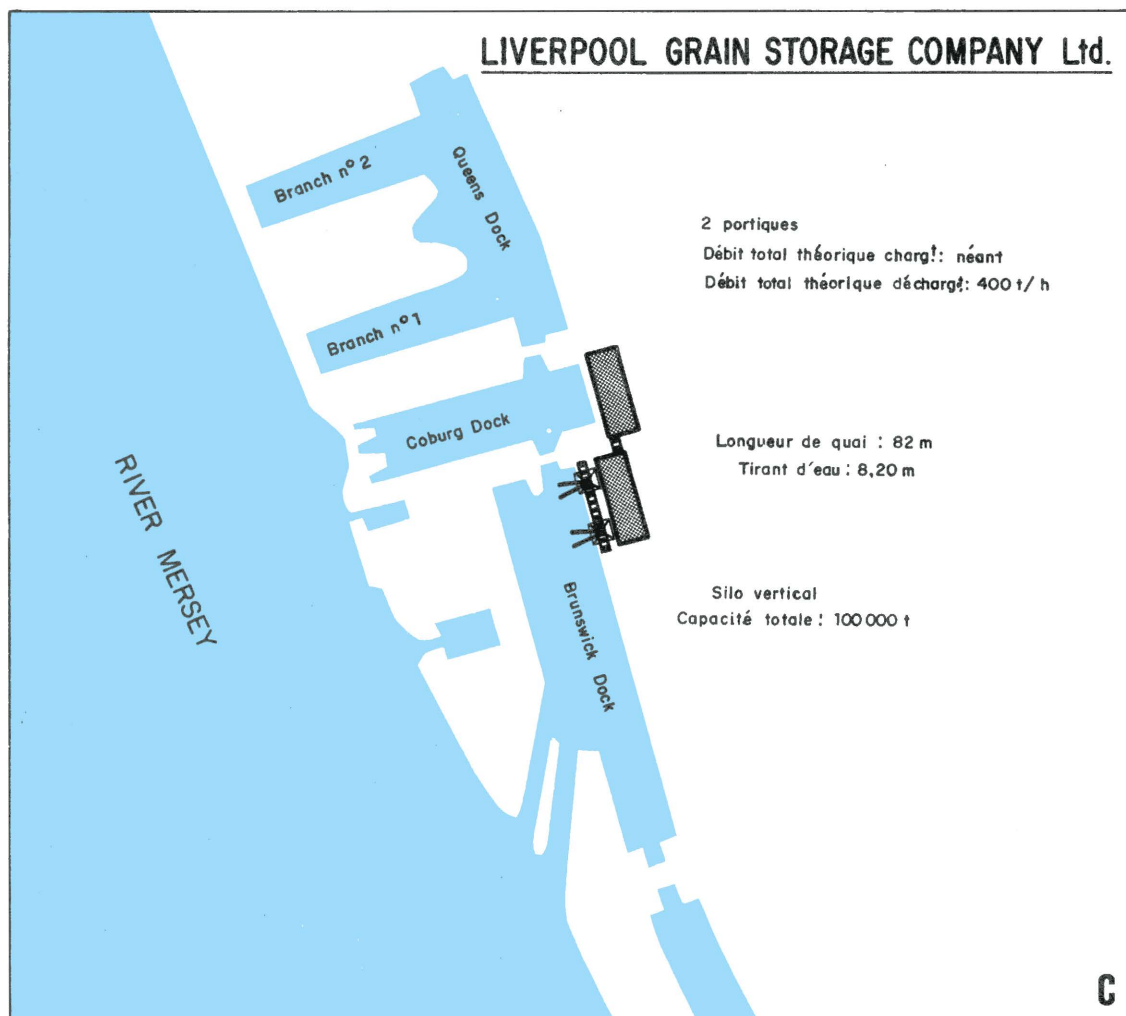 LIVERPOOL GRAIN STORAGE COMPANY Ltd.
Branch nº 2
Queens Dock
2 portiques
Débit total théorique chargt: néant
Débit total théorique déchargt: 400 t/h
Branch nº 1
Coburg Dock
Longueur de quai : 82 m
Tirant d'eau : 8,20 m
RIVER MERSEY
Brunswick Dock
Silo vertical
Capacité totale : 100 000 t
C